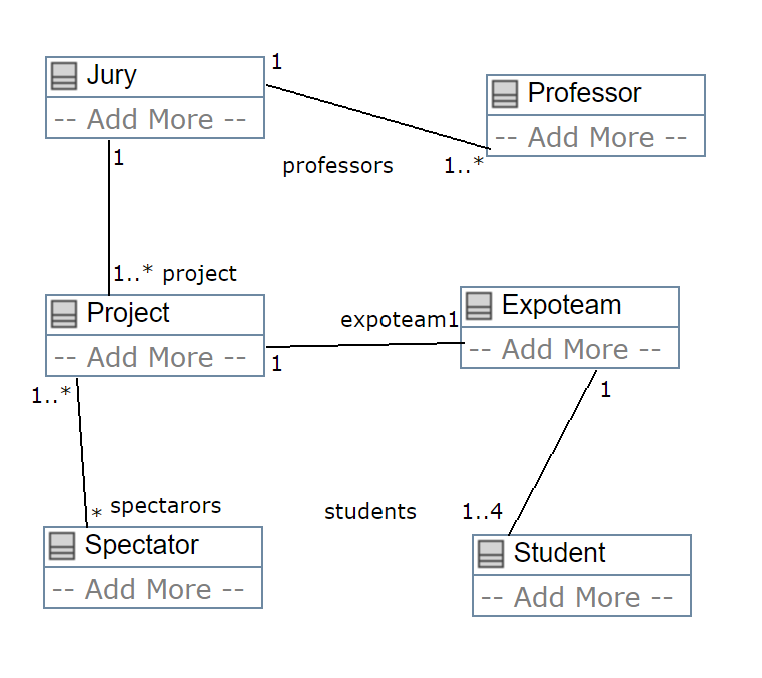 Jury
-- Add More --
1
Professor
-- Add More --
professors
1..*
1
1..* project
Project
-- Add More --
1
expoteam1
Expoteam
-- Add More --
1
1..*
* spectarors
Spectator
-- Add More --
students
1..4
Student
-- Add More --